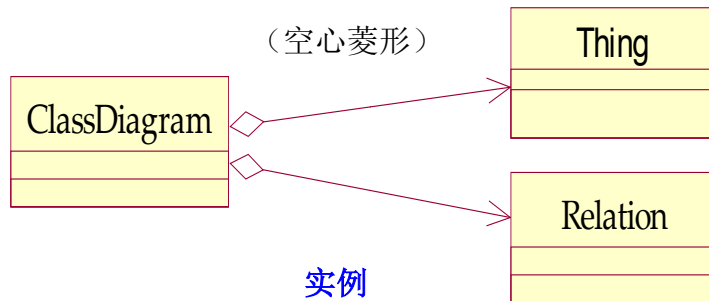 （空心菱形）
Thing
ClassDiagram
Relation
实例